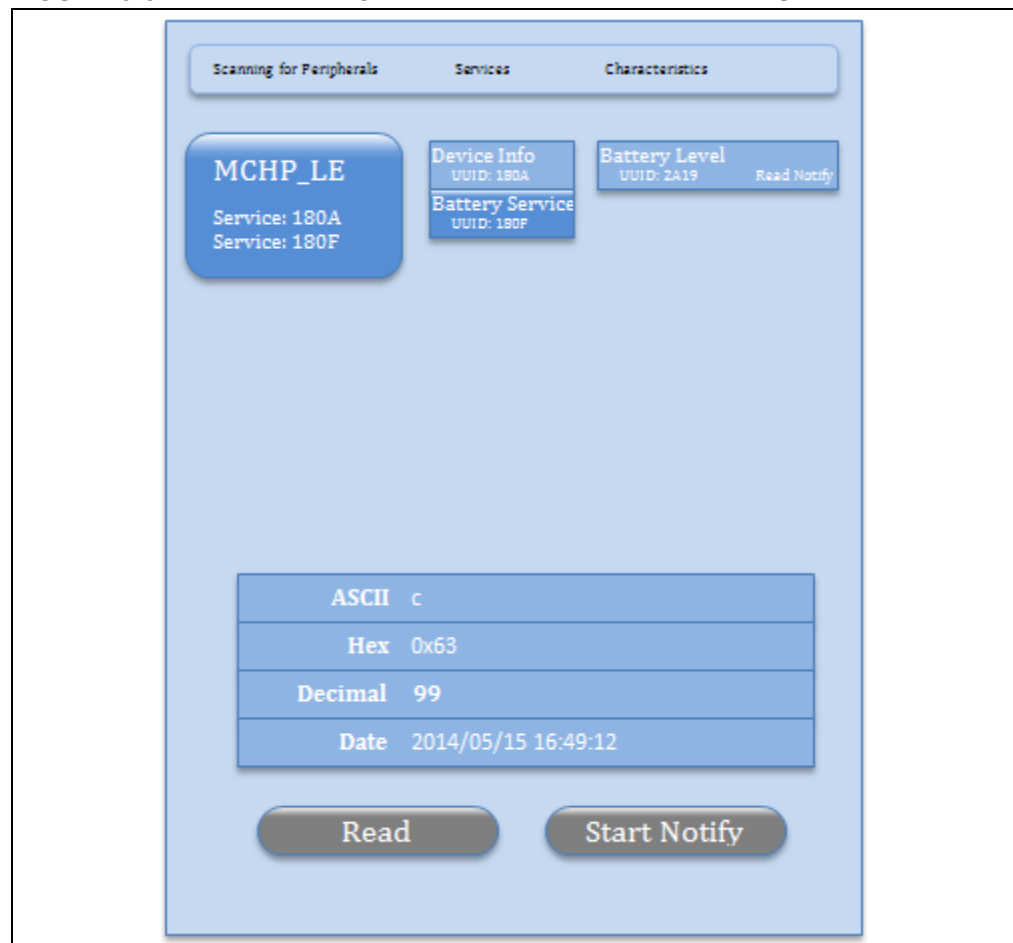 Scanning for Peripherals Services Characteristics
MCHP_LE
Service: 180A
Service: 180F
Device Info
UUID: 180A
Battery Service
UUID: 180F
Battery Level
UUID: 2A19 Read Notify
ASCII c
Hex 0x63
Decimal 99
Date 2014/05/15 16:49:12
Read Start Notify